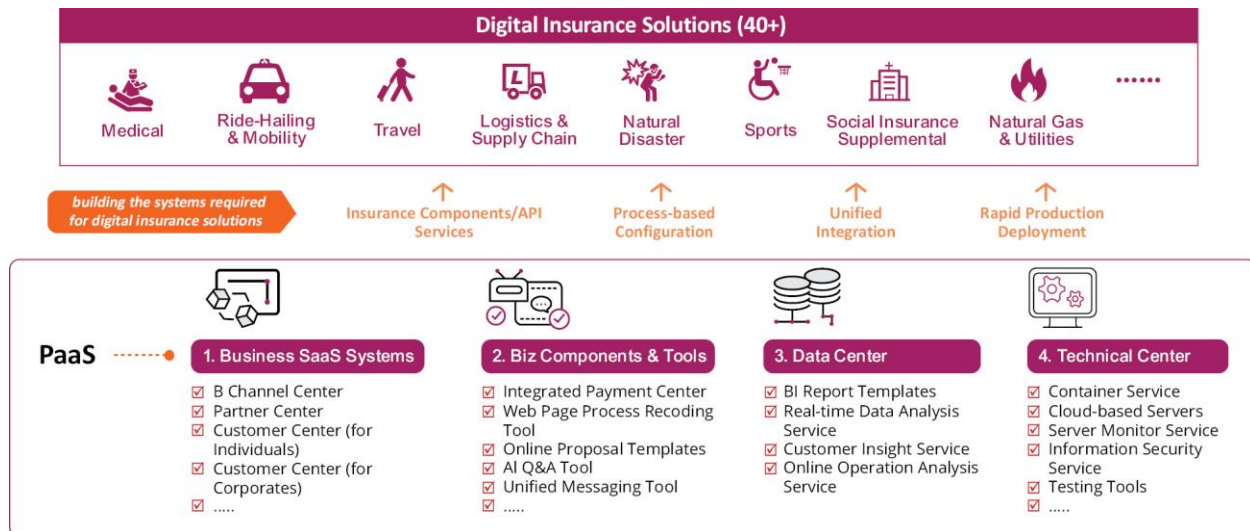 Digital Insurance Solutions (40+)
Medical
Ride-Hailing
& Mobility
Travel
L
Logistics &
Supply Chain
Natural
Disaster
Sports
Social Insurance
Supplemental
Natural Gas
& Utilities
......
building the systems required
for digital insurance solutions
Insurance Components/API
Services
Process-based
Configuration
Unified
Integration
Rapid Production
Deployment
PaaS
1. Business SaaS Systems
B Channel Center
Partner Center
Customer Center (for
Individuals)
Customer Center (for
Corporates)
.....
2. Biz Components & Tools
Integrated Payment Center
Web Page Process Recoding
Tool
Online Proposal Templates
AI Q&A Tool
Unified Messaging Tool
.....
3. Data Center
BI Report Templates
Real-time Data Analysis
Service
Customer Insight Service
Online Operation Analysis
Service
4. Technical Center
Container Service
Cloud-based Servers
Server Monitor Service
Information Security
Service
Testing Tools
.....